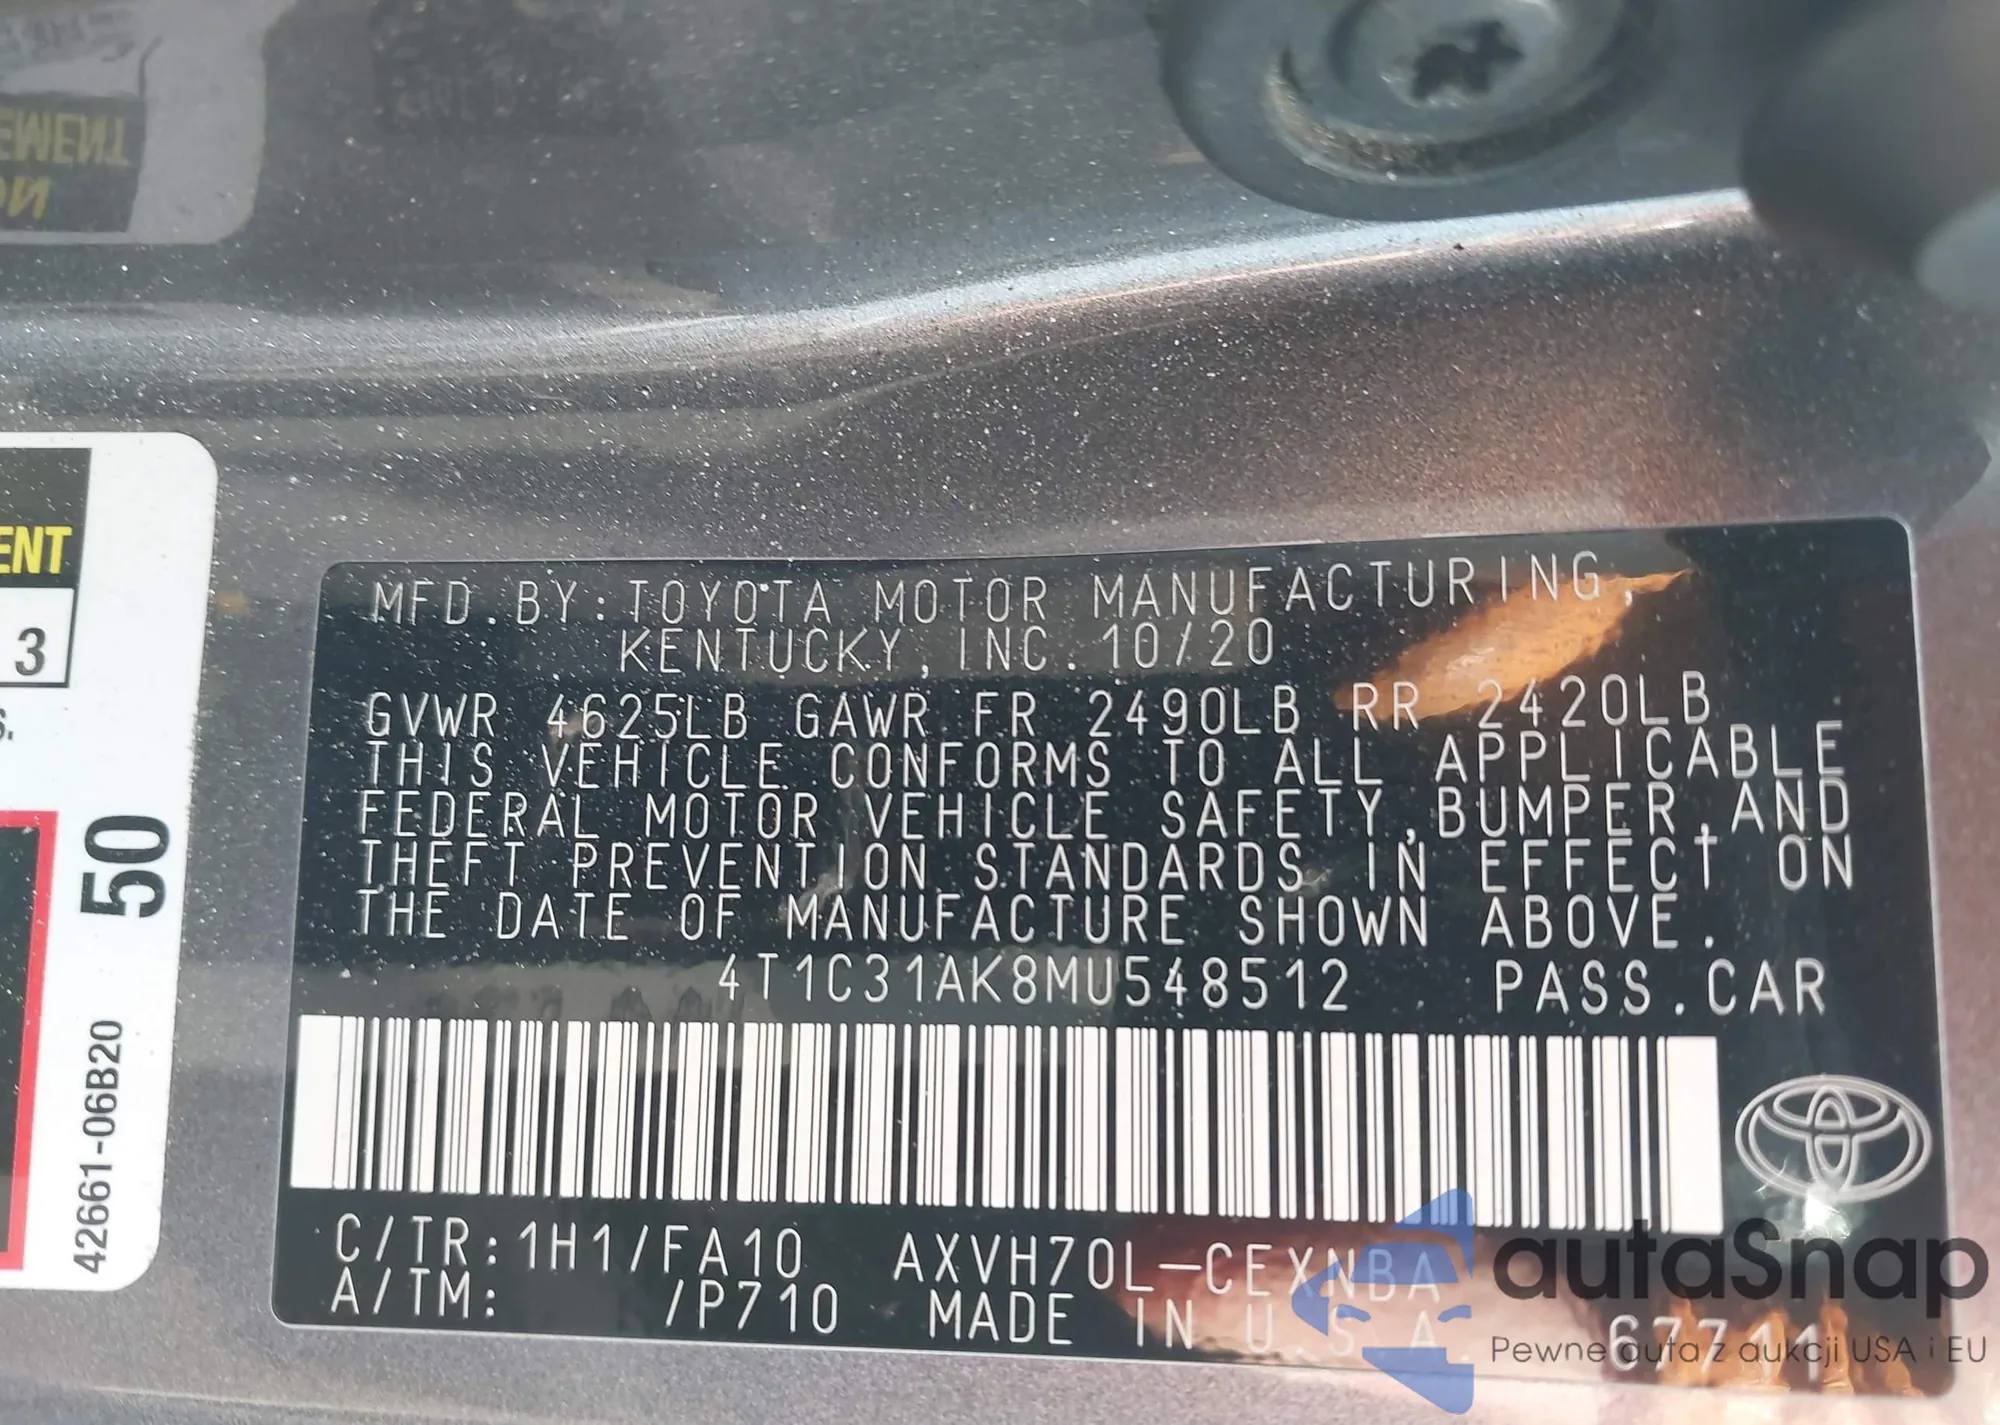 ENT
3
S.
50
42661-06B20
MFD.BY:TOYOTA MOTOR MANUFACTURING,
KENTUCKY, INC. 10/20
GVWR 4625LB GAWR FR 2490LB RR 2420LB
THIS VEHICLE CONFORMS TO ALL APPLICABLE
FEDERAL MOTOR VEHICLE SAFETY,BUMPER,AND
THEFT PREVENTION STANDARDS IN EFFECT ON
THE DATE OF MANUFACTURE SHOWN ABOVE.
4T1C31AK8MU548512 PASS.CAR
C/TR:1H1/FA10 AXVH70L-CEXNBA
A/TM: /P710 MADE IN U.S.A. 67711
autoSnap
Pewne auta z aukcji USA i EU